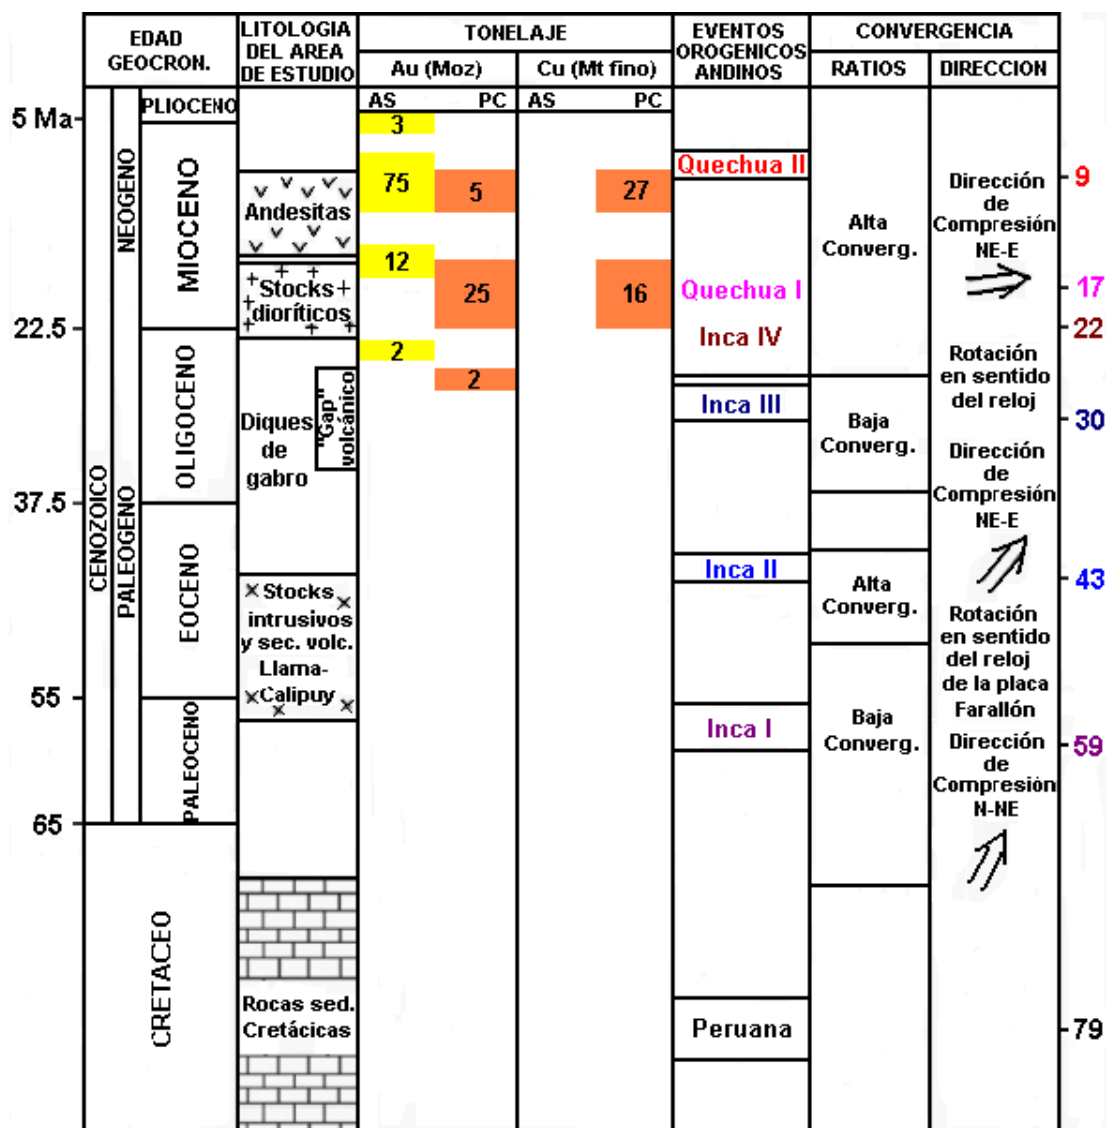 EDAD
GEOCRON.
LITOLOGIA
DEL AREA
DE ESTUDIO
TONELAJE
Au (Moz)
Cu (Mt fino)
EVENTOS
OROGENICOS
ANDINOS
CONVERGENCIA
RATIOS
DIRECCION
AS
PC
AS
PC
5 Ma
22.5
37.5
55
65
CENOZOICO
NEOGENO
PALEOGENO
PLIOCENO
MIOCENO
OLIGOCENO
EOCENO
PALEOCENO
CRETACEO
Andesitas
Stocks
dioríticos
Diques
de
gabro
"Gap"
volcánico
Stocks
intrusivos
y sec. volc.
Llama-
Calipuy
Rocas sed.
Cretácicas
3
75
12
2
5
25
2
27
16
Quechua II
Quechua I
Inca IV
Inca III
Inca II
Inca I
Peruana
Alta
Converg.
Baja
Converg.
Alta
Converg.
Baja
Converg.
Dirección
de
Compresión
NE-E
Rotación
en sentido
del reloj
Dirección
de
Compresión
NE-E
Rotación
en sentido
del reloj
de la placa
Farallón
Dirección
de
Compresión
N-NE
9
17
22
30
43
59
79